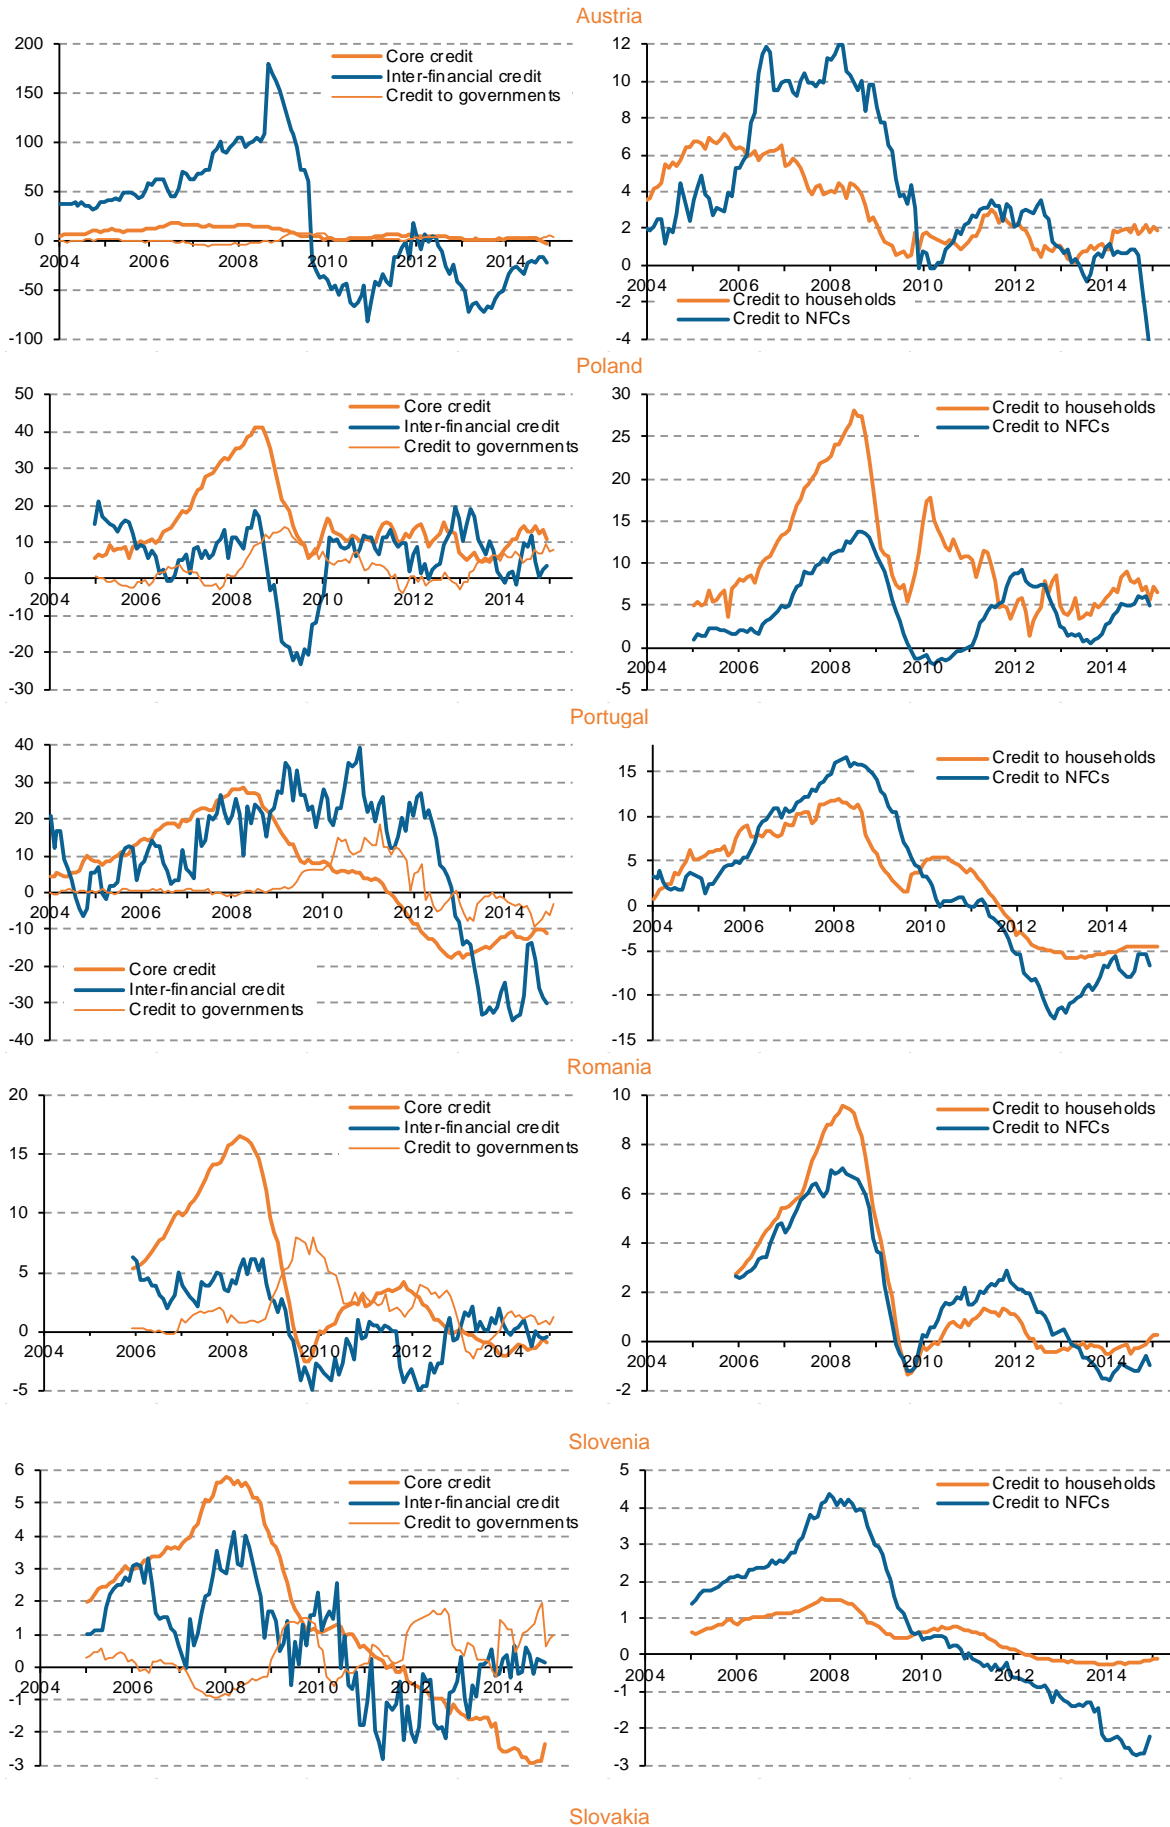 Austria
200
150
100
50
0
-50
-100
2004 2006 2008 2010 2012 2014
Core credit
Inter-financial credit
Credit to governments
12
10
8
6
4
2
0
-2
-4
2004 2006 2008 2010 2012 2014
Credit to households
Credit to NFCs
Poland
50
40
30
20
10
0
-10
-20
-30
2004 2006 2008 2010 2012 2014
Core credit
Inter-financial credit
Credit to governments
30
25
20
15
10
5
0
-5
2004 2006 2008 2010 2012 2014
Credit to households
Credit to NFCs
Portugal
40
30
20
10
0
-10
-20
-30
-40
2004 2006 2008 2010 2012 2014
Core credit
Inter-financial credit
Credit to governments
15
10
5
0
-5
-10
-15
2004 2006 2008 2010 2012 2014
Credit to households
Credit to NFCs
Romania
20
15
10
5
0
-5
2004 2006 2008 2010 2012 2014
Core credit
Inter-financial credit
Credit to governments
10
8
6
4
2
0
-2
2004 2006 2008 2010 2012 2014
Credit to households
Credit to NFCs
Slovenia
6
5
4
3
2
1
0
-1
-2
-3
2004 2006 2008 2010 2012 2014
Core credit
Inter-financial credit
Credit to governments
5
4
3
2
1
0
-1
-2
-3
2004 2006 2008 2010 2012 2014
Credit to households
Credit to NFCs
Slovakia